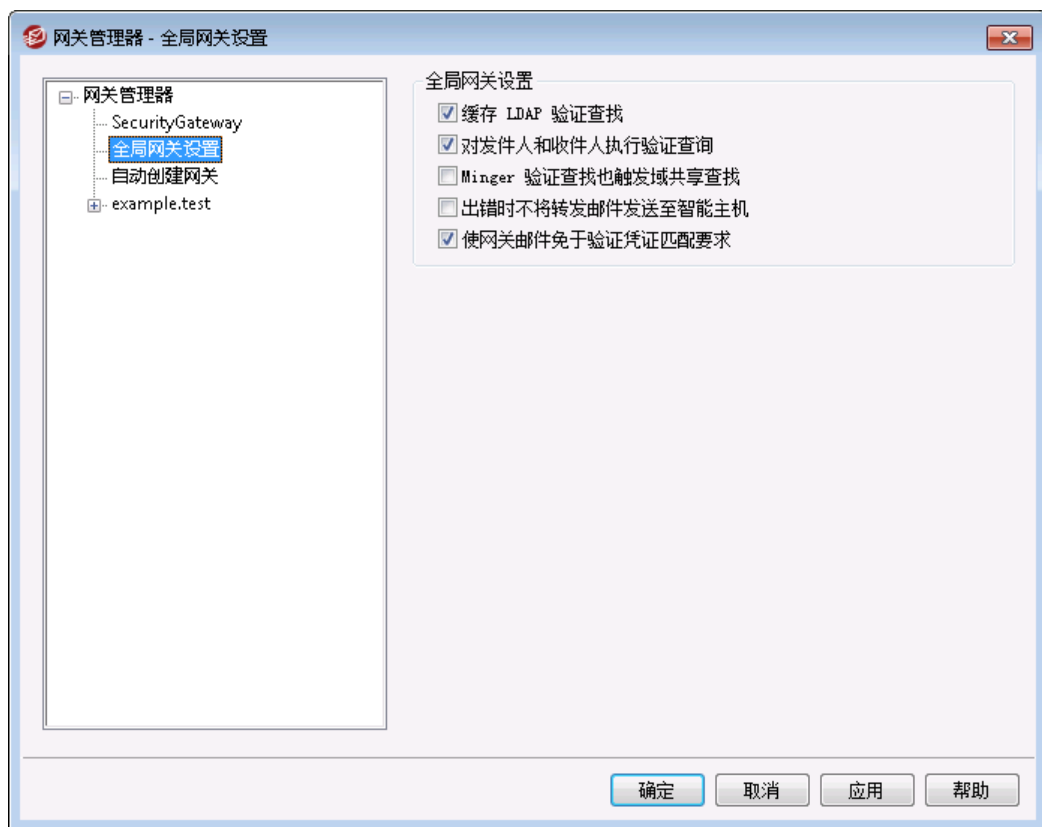 网关管理器 - 全局网关设置
网关管理器
SecurityGateway
全局网关设置
自动创建网关
example.test
全局网关设置
缓存 LDAP 验证查找
对发件人和收件人执行验证查询
Minger 验证查找也触发域共享查找
出错时不将转发邮件发送至智能主机
使网关邮件免于验证凭证匹配要求
确定
取消
应用
帮助